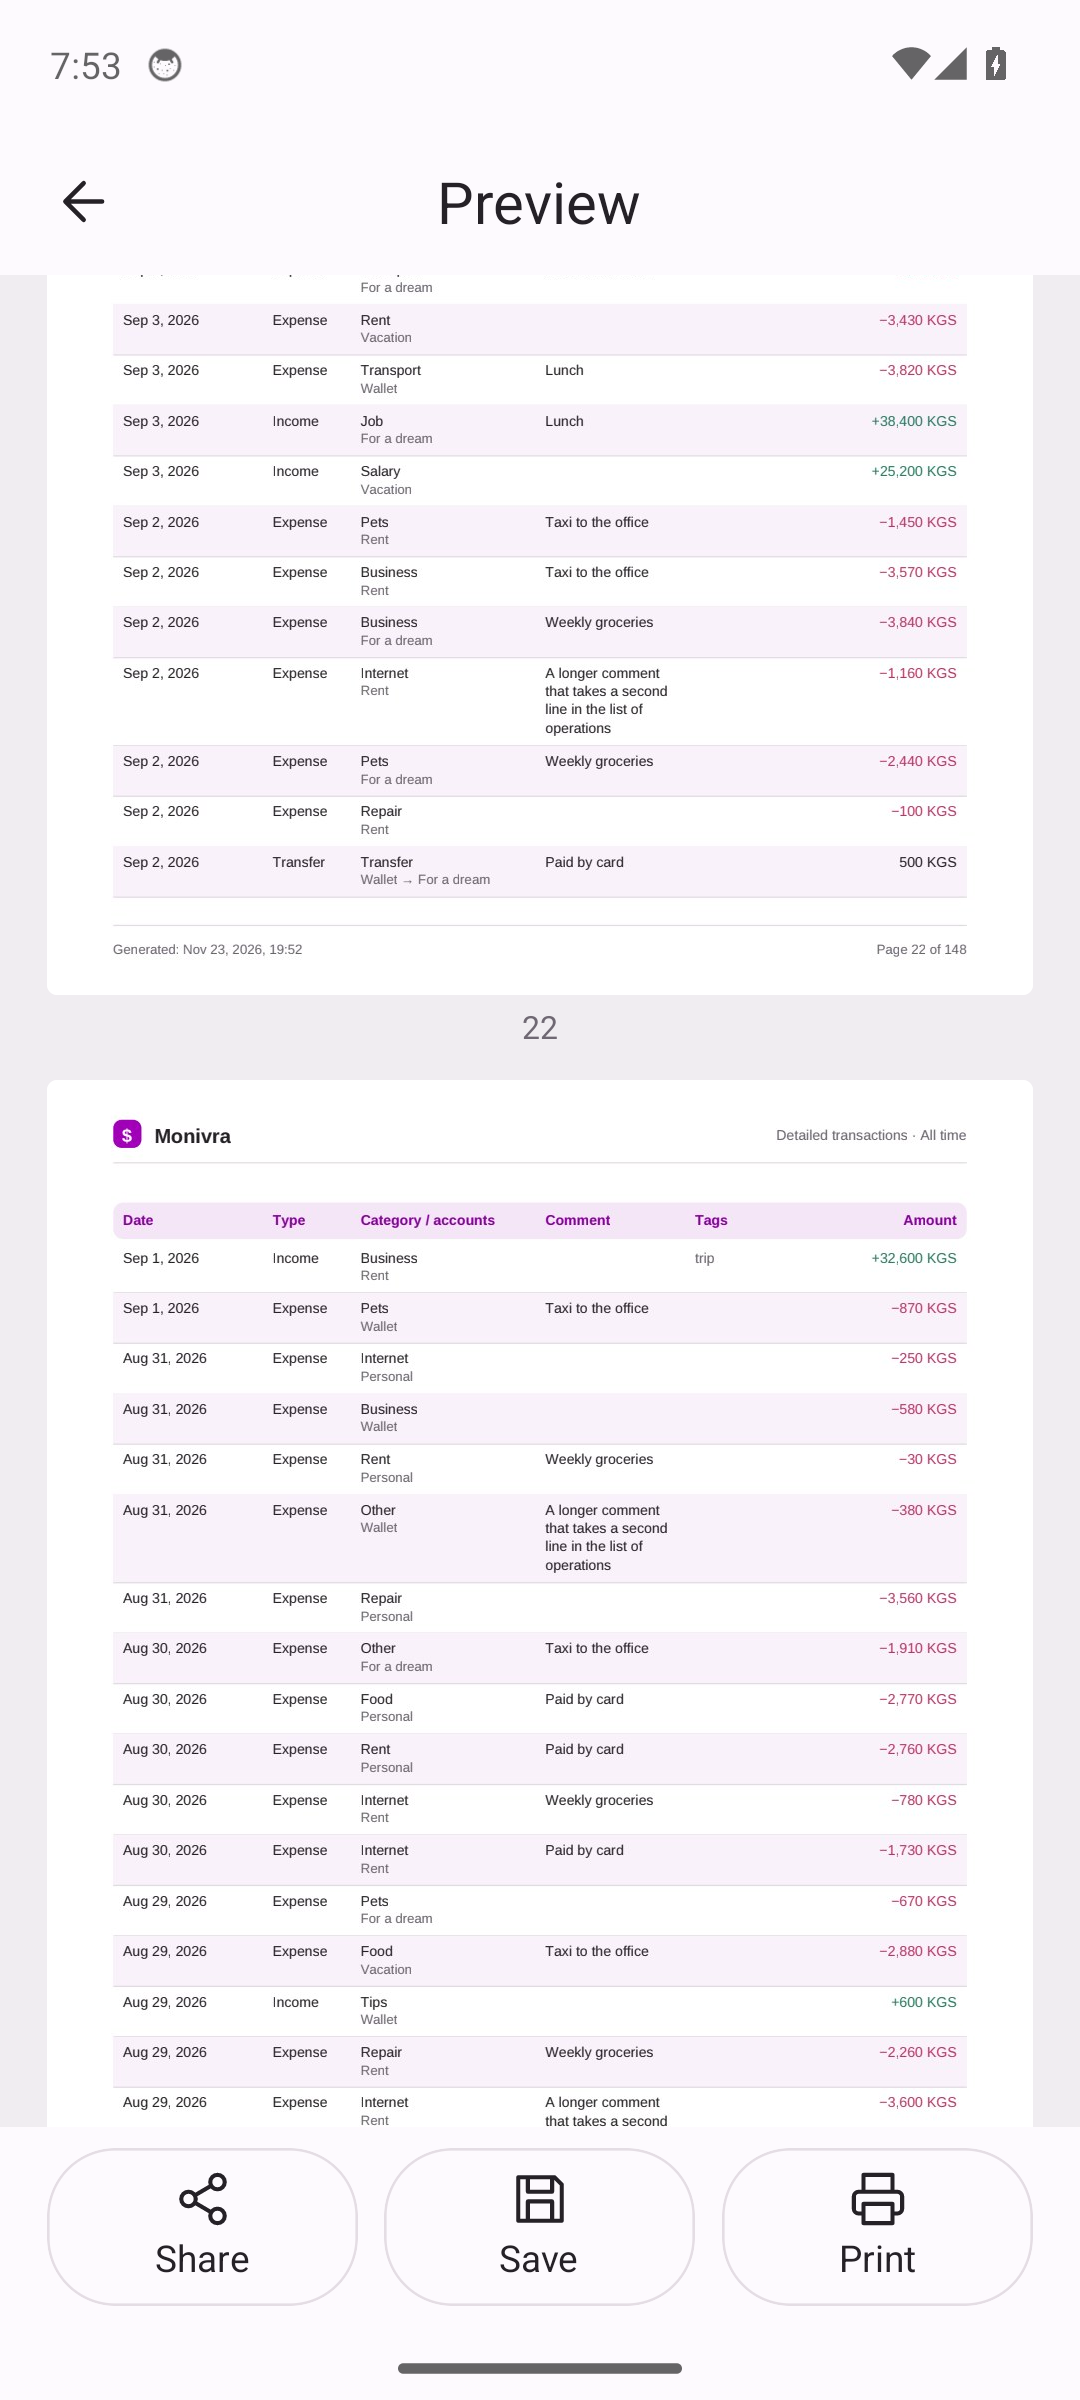 7:53
Preview
For a dream
Sep 3, 2026 Expense Rent −3,430 KGS
Vacation
Sep 3, 2026 Expense Transport Lunch −3,820 KGS
Wallet
Sep 3, 2026 Income Job Lunch +38,400 KGS
For a dream
Sep 3, 2026 Income Salary +25,200 KGS
Vacation
Sep 2, 2026 Expense Pets Taxi to the office −1,450 KGS
Rent
Sep 2, 2026 Expense Business Taxi to the office −3,570 KGS
Rent
Sep 2, 2026 Expense Business Weekly groceries −3,840 KGS
For a dream
Sep 2, 2026 Expense Internet A longer comment −1,160 KGS
Rent that takes a second
line in the list of
operations
Sep 2, 2026 Expense Pets Weekly groceries −2,440 KGS
For a dream
Sep 2, 2026 Expense Repair −100 KGS
Rent
Sep 2, 2026 Transfer Transfer Paid by card 500 KGS
Wallet → For a dream
Generated: Nov 23, 2026, 19:52 Page 22 of 148
22
$ Monivra Detailed transactions · All time
Date Type Category / accounts Comment Tags Amount
Sep 1, 2026 Income Business trip +32,600 KGS
Rent
Sep 1, 2026 Expense Pets Taxi to the office −870 KGS
Wallet
Aug 31, 2026 Expense Internet −250 KGS
Personal
Aug 31, 2026 Expense Business −580 KGS
Wallet
Aug 31, 2026 Expense Rent Weekly groceries −30 KGS
Personal
Aug 31, 2026 Expense Other A longer comment −380 KGS
Wallet that takes a second
line in the list of
operations
Aug 31, 2026 Expense Repair −3,560 KGS
Personal
Aug 30, 2026 Expense Other Taxi to the office −1,910 KGS
For a dream
Aug 30, 2026 Expense Food Paid by card −2,770 KGS
Personal
Aug 30, 2026 Expense Rent Paid by card −2,760 KGS
Personal
Aug 30, 2026 Expense Internet Weekly groceries −780 KGS
Rent
Aug 30, 2026 Expense Internet Paid by card −1,730 KGS
Rent
Aug 29, 2026 Expense Pets −670 KGS
For a dream
Aug 29, 2026 Expense Food Taxi to the office −2,880 KGS
Vacation
Aug 29, 2026 Income Tips +600 KGS
Wallet
Aug 29, 2026 Expense Repair Weekly groceries −2,260 KGS
Rent
Aug 29, 2026 Expense Internet A longer comment −3,600 KGS
Rent that takes a second
Share Save Print